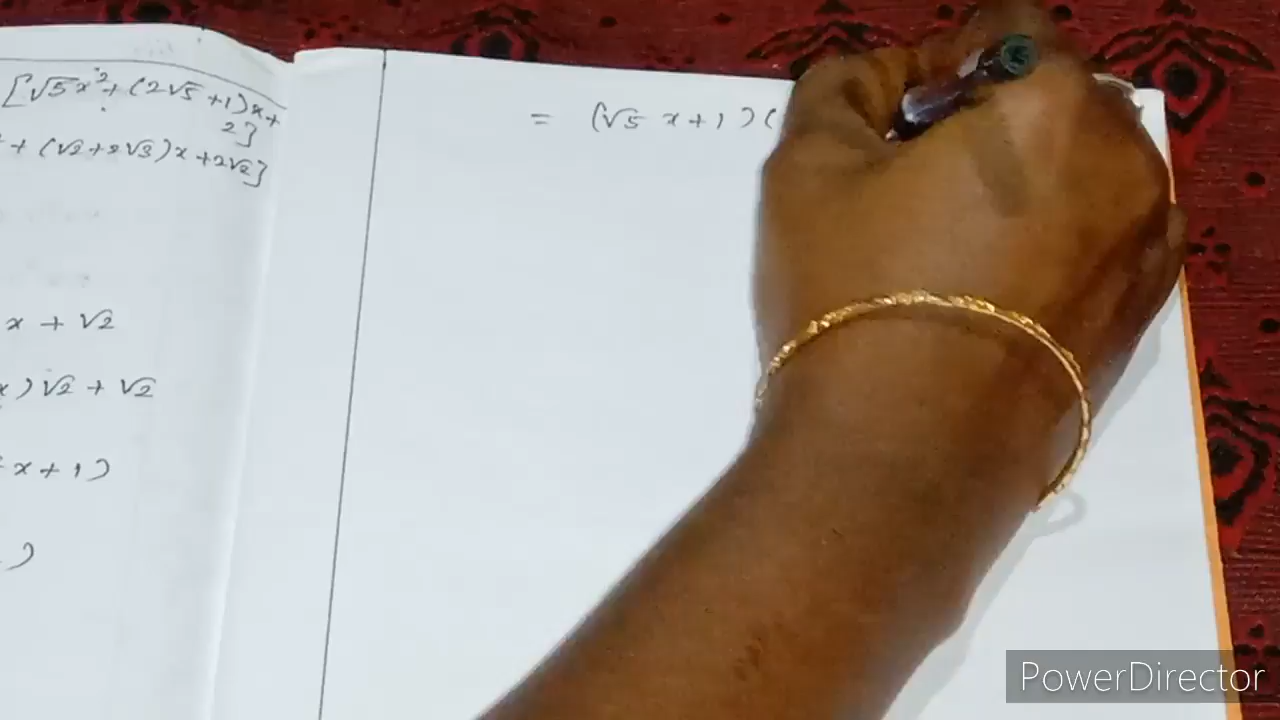 [√5x² + (2√5 + 1)x +
2]
+ (√2 + 2√3)x + 2√2]
x + √2
x) √2 + √2
x + 1)
)
= (√5 x + 1) (
PowerDirector